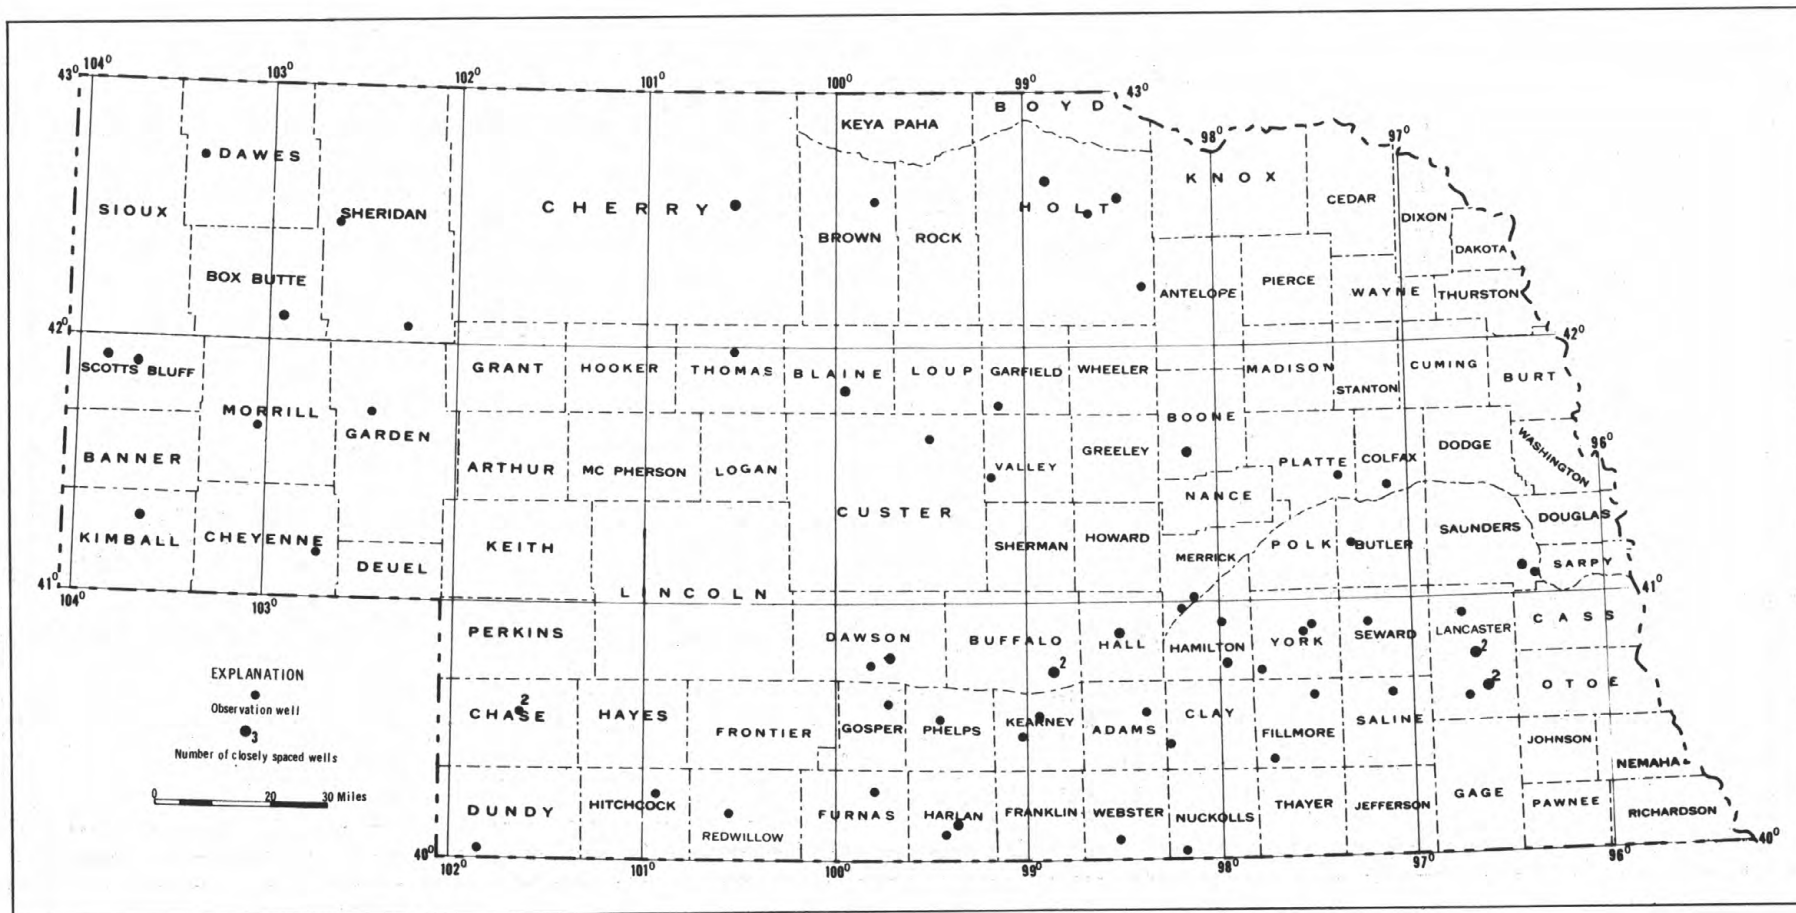 104° 103° 102° 101° 100° 99°
43° 43°
BOYD
KEYA PAHA
98° 97°
DAWES
KNOX
SIOUX SHERIDAN CHERRY HOLT CEDAR
DIXON
BROWN ROCK
DAKOTA
BOX BUTTE ANTELOPE PIERCE WAYNE THURSTON
42° 42°
SCOTTS BLUFF GRANT HOOKER THOMAS BLAINE LOUP GARFIELD WHEELER MADISON CUMING
STANTON BURT
MORRILL BOONE
GARDEN
BANNER ARTHUR MC PHERSON LOGAN VALLEY GREELEY PLATTE COLFAX DODGE WASHINGTON 96°
NANCE
CUSTER
KIMBALL CHEYENNE KEITH SHERMAN HOWARD POLK BUTLER SAUNDERS DOUGLAS
DEUEL MERRICK SARPY
41° 41°
104° 103°
LINCOLN
PERKINS DAWSON BUFFALO HALL HAMILTON YORK SEWARD LANCASTER CASS
2
2
EXPLANATION
2
OTOE
Observation well
2
CHASE HAYES FRONTIER GOSPER PHELPS KEARNEY ADAMS CLAY FILLMORE SALINE
3
JOHNSON
Number of closely spaced wells
NEMAHA
0 20 30 Miles
DUNDY HITCHCOCK REDWILLOW FURNAS HARLAN FRANKLIN WEBSTER NUCKOLLS THAYER JEFFERSON GAGE PAWNEE RICHARDSON
40° 40°
102° 101° 100° 99° 98° 97° 96°